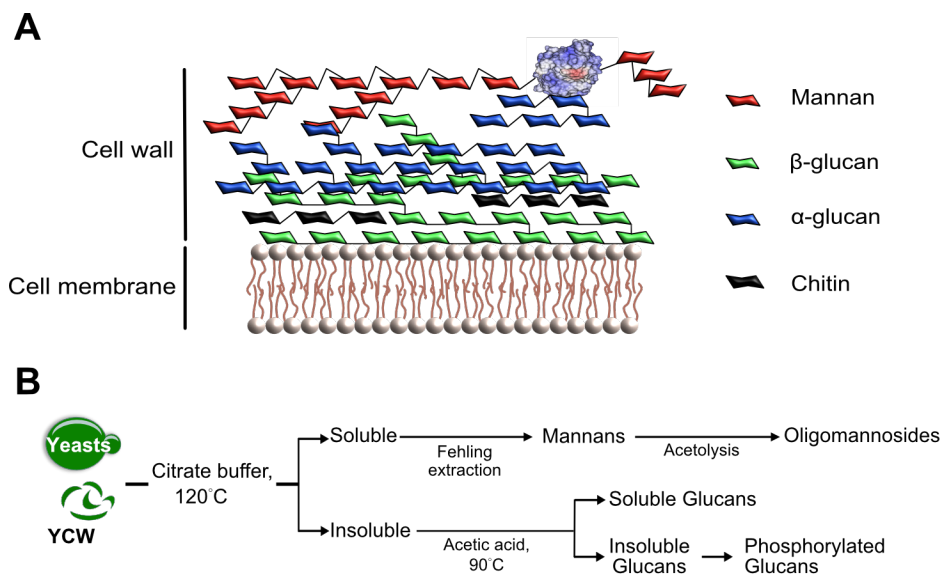 A
Cell wall
Cell membrane
Mannan
β-glucan
α-glucan
Chitin
B
Yeasts
YCW
Citrate buffer,
120°C
Soluble
Fehling
extraction
Mannans
Acetolysis
Oligomannosides
Insoluble
Acetic acid,
90°C
Soluble Glucans
Insoluble
Glucans
Phosphorylated
Glucans